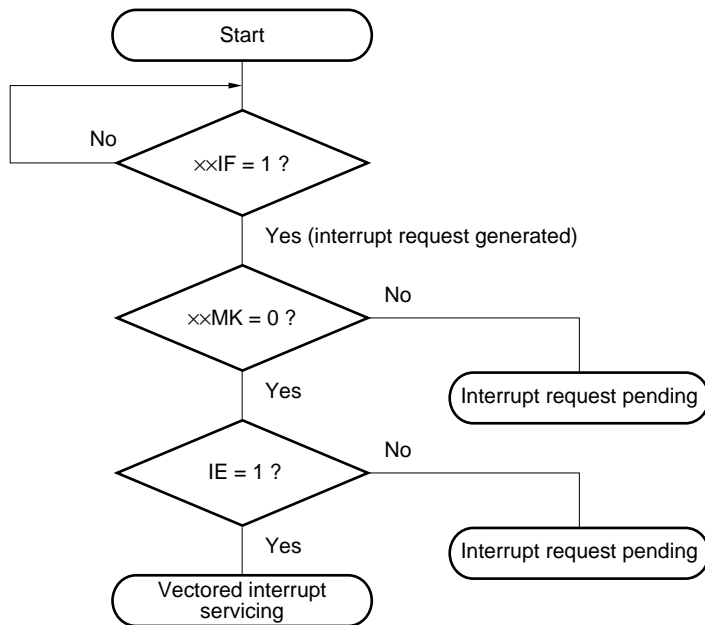 Start
No
××IF = 1 ?
Yes (interrupt request generated)
××MK = 0 ?
No
Interrupt request pending
Yes
IE = 1 ?
No
Interrupt request pending
Yes
Vectored interrupt
servicing